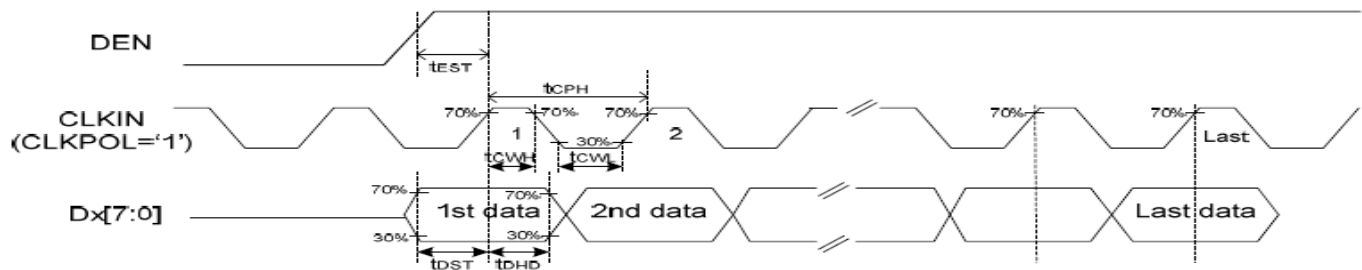 DEN
tEST
tCPH
CLKIN
(CLKPOL=‘1’)
70% 70% 70% 70% 70%
1 2 Last
30%
tCWH tCWL
Dx[7:0]
70% 70%
1st data 2nd data Last data
30% 30%
tDST tDHD